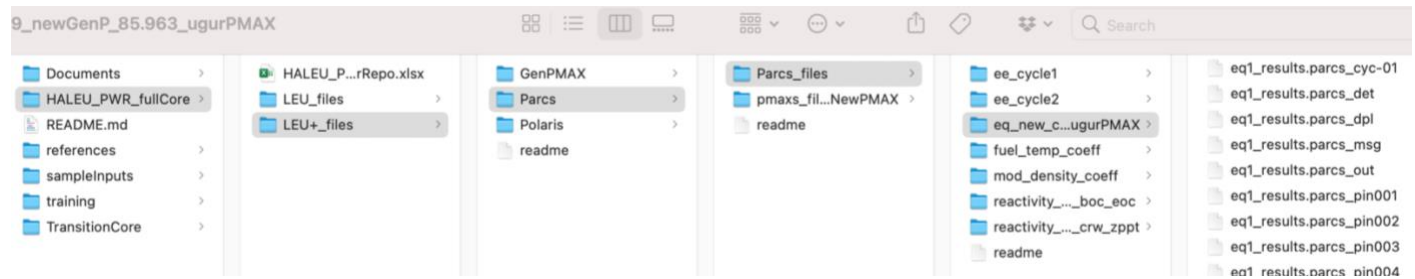 9_newGenP_85.963_ugurPMAX
Search
Documents
HALEU_PWR_fullCore
README.md
references
sampleInputs
training
TransitionCore
HALEU_P...rRepo.xlsx
LEU_files
LEU+_files
GenPMAX
Parcs
Polaris
readme
Parcs_files
pmaxs_fil...NewPMAX
readme
ee_cycle1
ee_cycle2
eq_new_c...ugurPMAX
fuel_temp_coeff
mod_density_coeff
reactivity_..._boc_eoc
reactivity_..._crw_zppt
readme
eq1_results.parcs_cyc-01
eq1_results.parcs_det
eq1_results.parcs_dpl
eq1_results.parcs_msg
eq1_results.parcs_out
eq1_results.parcs_pin001
eq1_results.parcs_pin002
eq1_results.parcs_pin003
eq1_results.parcs_pin004